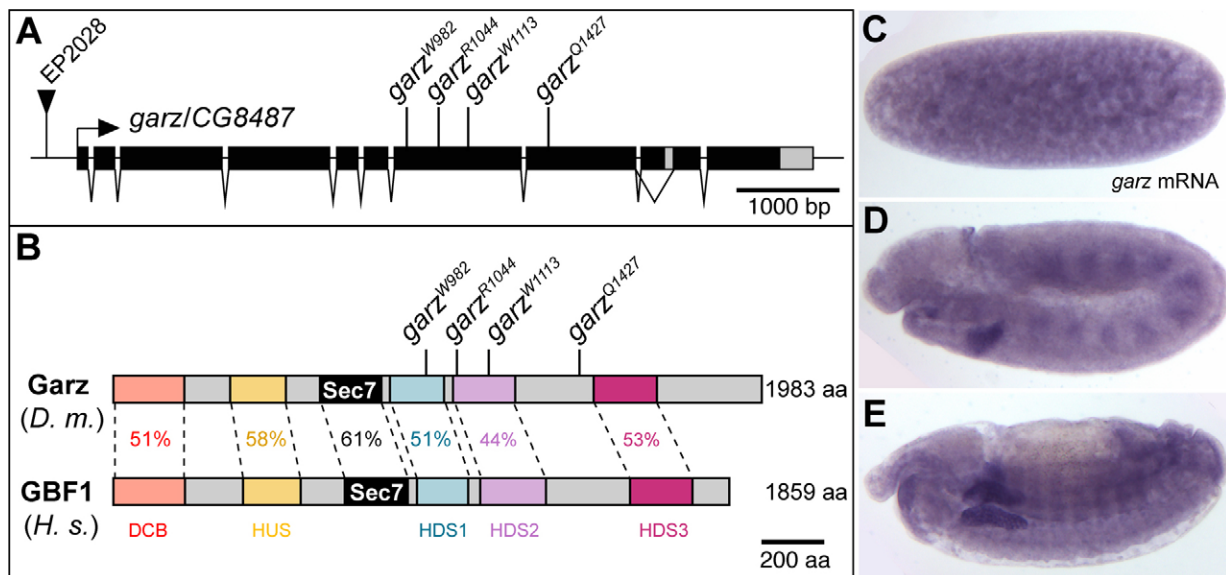 A
EP2028
garz/CG8487
garz^W982
garz^R1044
garz^W1113
garz^Q1427
1000 bp
B
garz^W982
garz^R1044
garz^W1113
garz^Q1427
Garz
(D. m.)
Sec7
1983 aa
51% 58% 61% 51% 44% 53%
GBF1
(H. s.)
Sec7
1859 aa
DCB HUS HDS1 HDS2 HDS3
200 aa
C
garz mRNA
D
E